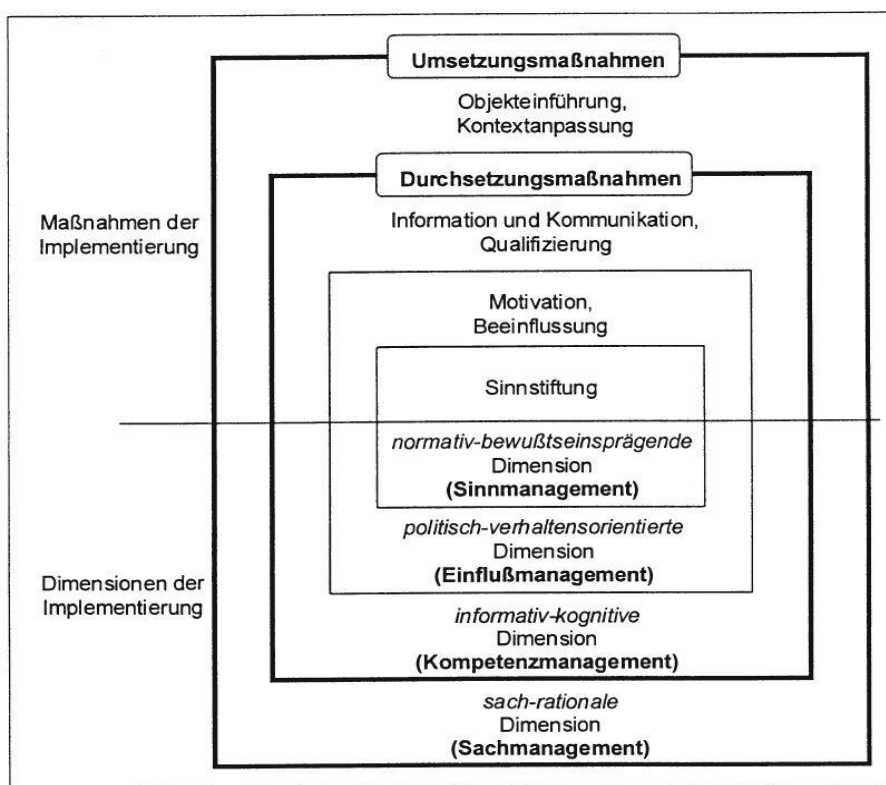 Umsetzungsmaßnahmen
Objekteinführung,
Kontextanpassung
Durchsetzungsmaßnahmen
Maßnahmen der
Implementierung
Information und Kommunikation,
Qualifizierung
Motivation,
Beeinflussung
Sinnstiftung
normativ-bewußtseinsprägende
Dimension
(Sinnmanagement)
politisch-verhaltensorientierte
Dimension
(Einflußmanagement)
Dimensionen der
Implementierung
informativ-kognitive
Dimension
(Kompetenzmanagement)
sach-rationale
Dimension
(Sachmanagement)